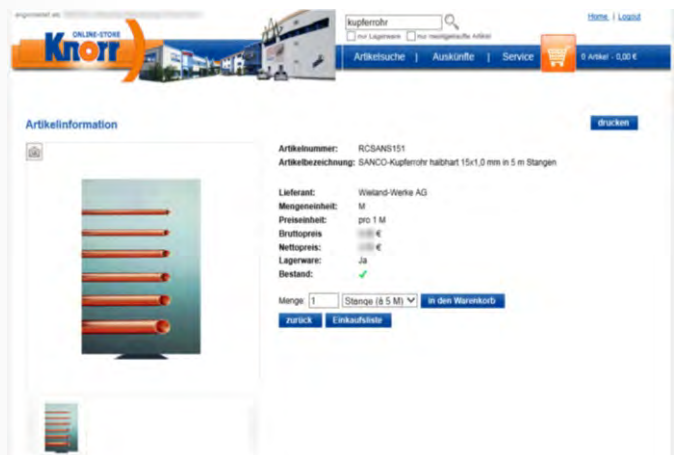 angemeldet als:
kupferrohr
Home | Logout
ONLINE-STORE
Knorr
nur Lagerware nur meistgekaufte Artikel
Artikelsuche | Auskünfte | Service 0 Artikel - 0,00 €
Artikelinformation
drucken
Artikelnummer: RCSANS151
Artikelbezeichnung: SANCO-Kupferrohr halbhart 15x1,0 mm in 5 m Stangen
Lieferant: Wieland-Werke AG
Mengeneinheit: M
Preiseinheit: pro 1 M
Bruttopreis €
Nettopreis: €
Lagerware: Ja
Bestand:
Menge: 1 Stange (à 5 M) in den Warenkorb
zurück Einkaufsliste